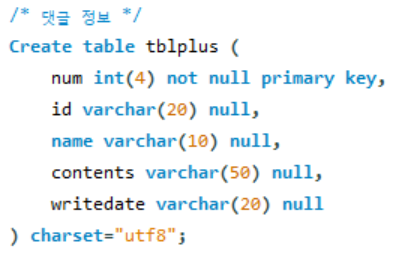 /* 댓글 정보 */
Create table tblplus (
    num int(4) not null primary key,
    id varchar(20) null,
    name varchar(10) null,
    contents varchar(50) null,
    writedate varchar(20) null
) charset="utf8";